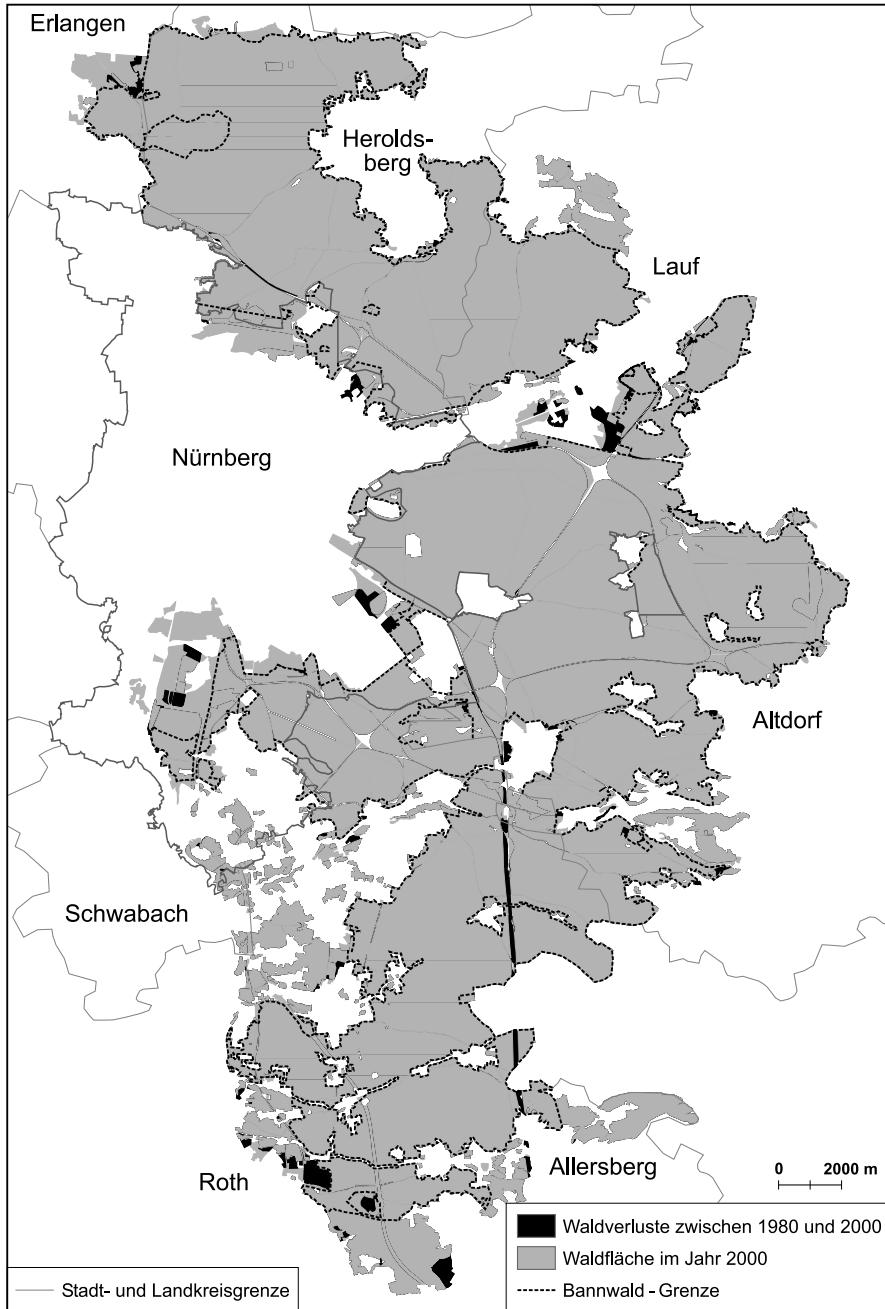 Erlangen
Herolds-
berg
Lauf
Nürnberg
Altdorf
Schwabach
Roth
Allersberg
0 2000 m
Waldverluste zwischen 1980 und 2000
Waldfläche im Jahr 2000
Bannwald - Grenze
Stadt- und Landkreisgrenze